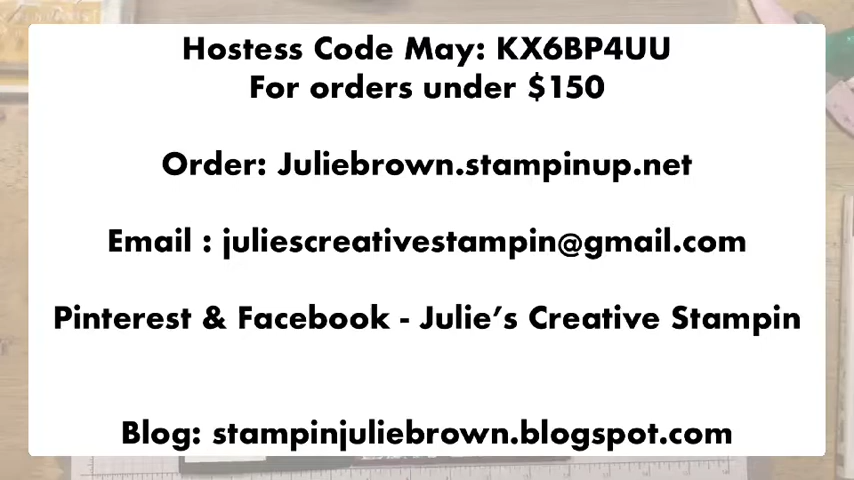 Hostess Code May: KX6BP4UU
For orders under $150
Order: Juliebrown.stampinup.net
Email : juliescreativestampin@gmail.com
Pinterest & Facebook - Julie’s Creative Stampin
Blog: stampinjuliebrown.blogspot.com